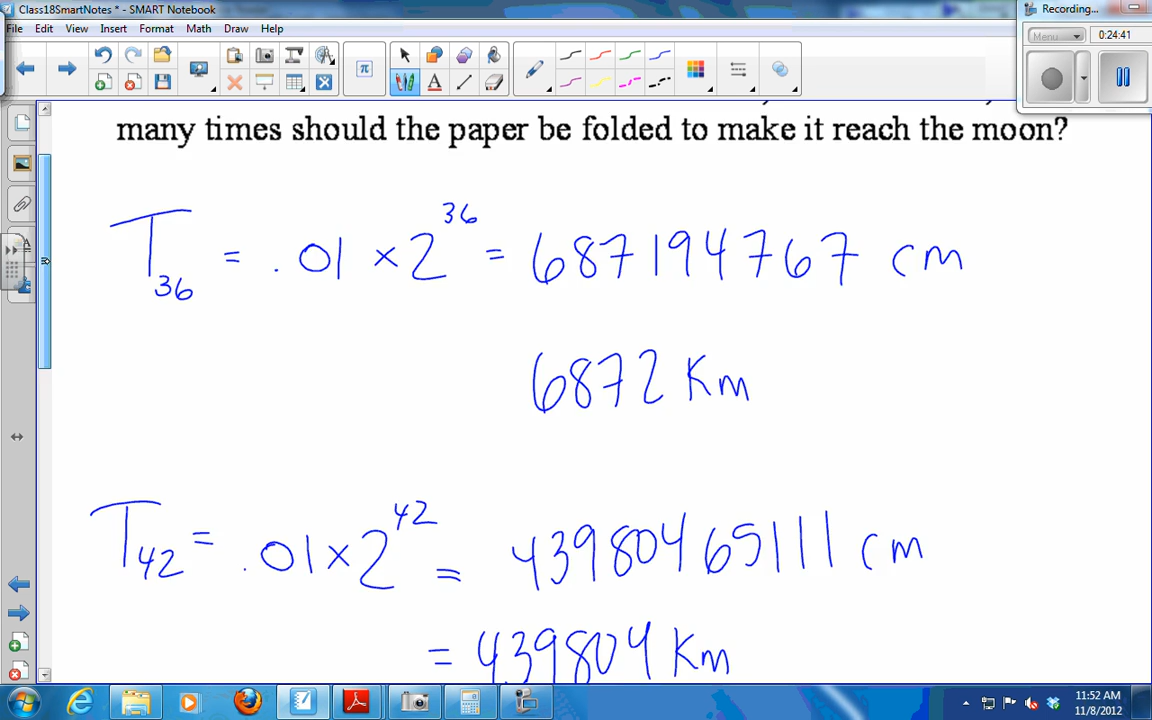 Class18SmartNotes * - SMART Notebook
Recording...
File Edit View Insert Format Math Draw Help
Menu
0:24:41
many times should the paper be folded to make it reach the moon?
T36 = .01 × 2^36 = 687194767 cm
6872 Km
T42 = .01 × 2^42 = 43980465111 cm
= 439804 Km
11:52 AM
11/8/2012